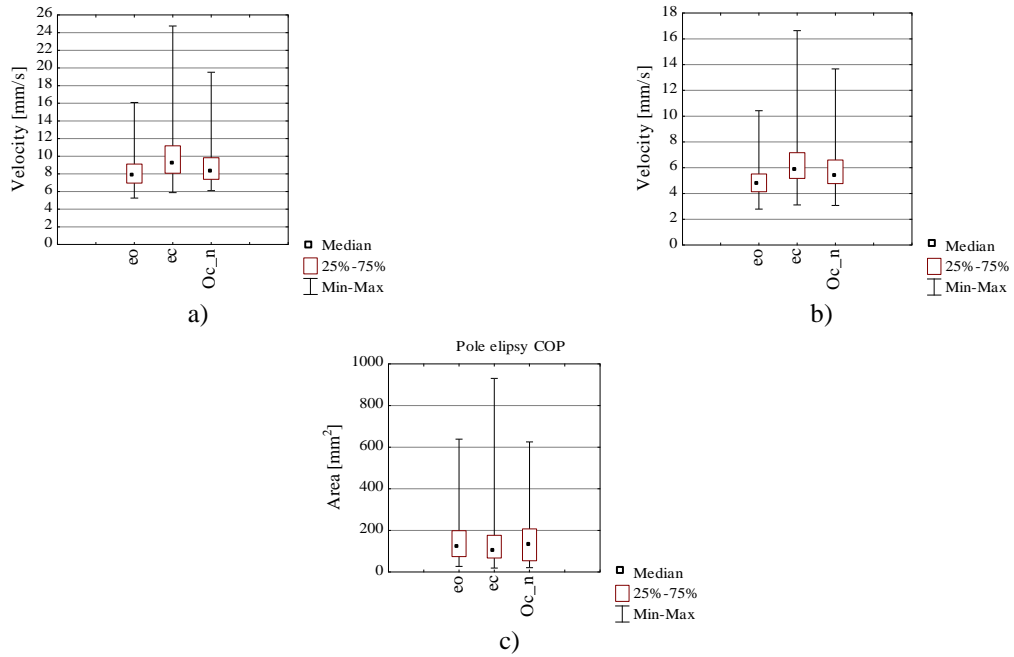 26
24
22
20
18
16
14
12
10
8
6
4
2
0
Velocity [mm/s]
eo
ec
Oc_n
Median
25%-75%
Min-Max
a)
18
16
14
12
10
8
6
4
2
0
Velocity [mm/s]
eo
ec
Oc_n
Median
25%-75%
Min-Max
b)
Pole elipsy COP
1000
800
600
400
200
0
Area [mm²]
eo
ec
Oc_n
Median
25%-75%
Min-Max
c)